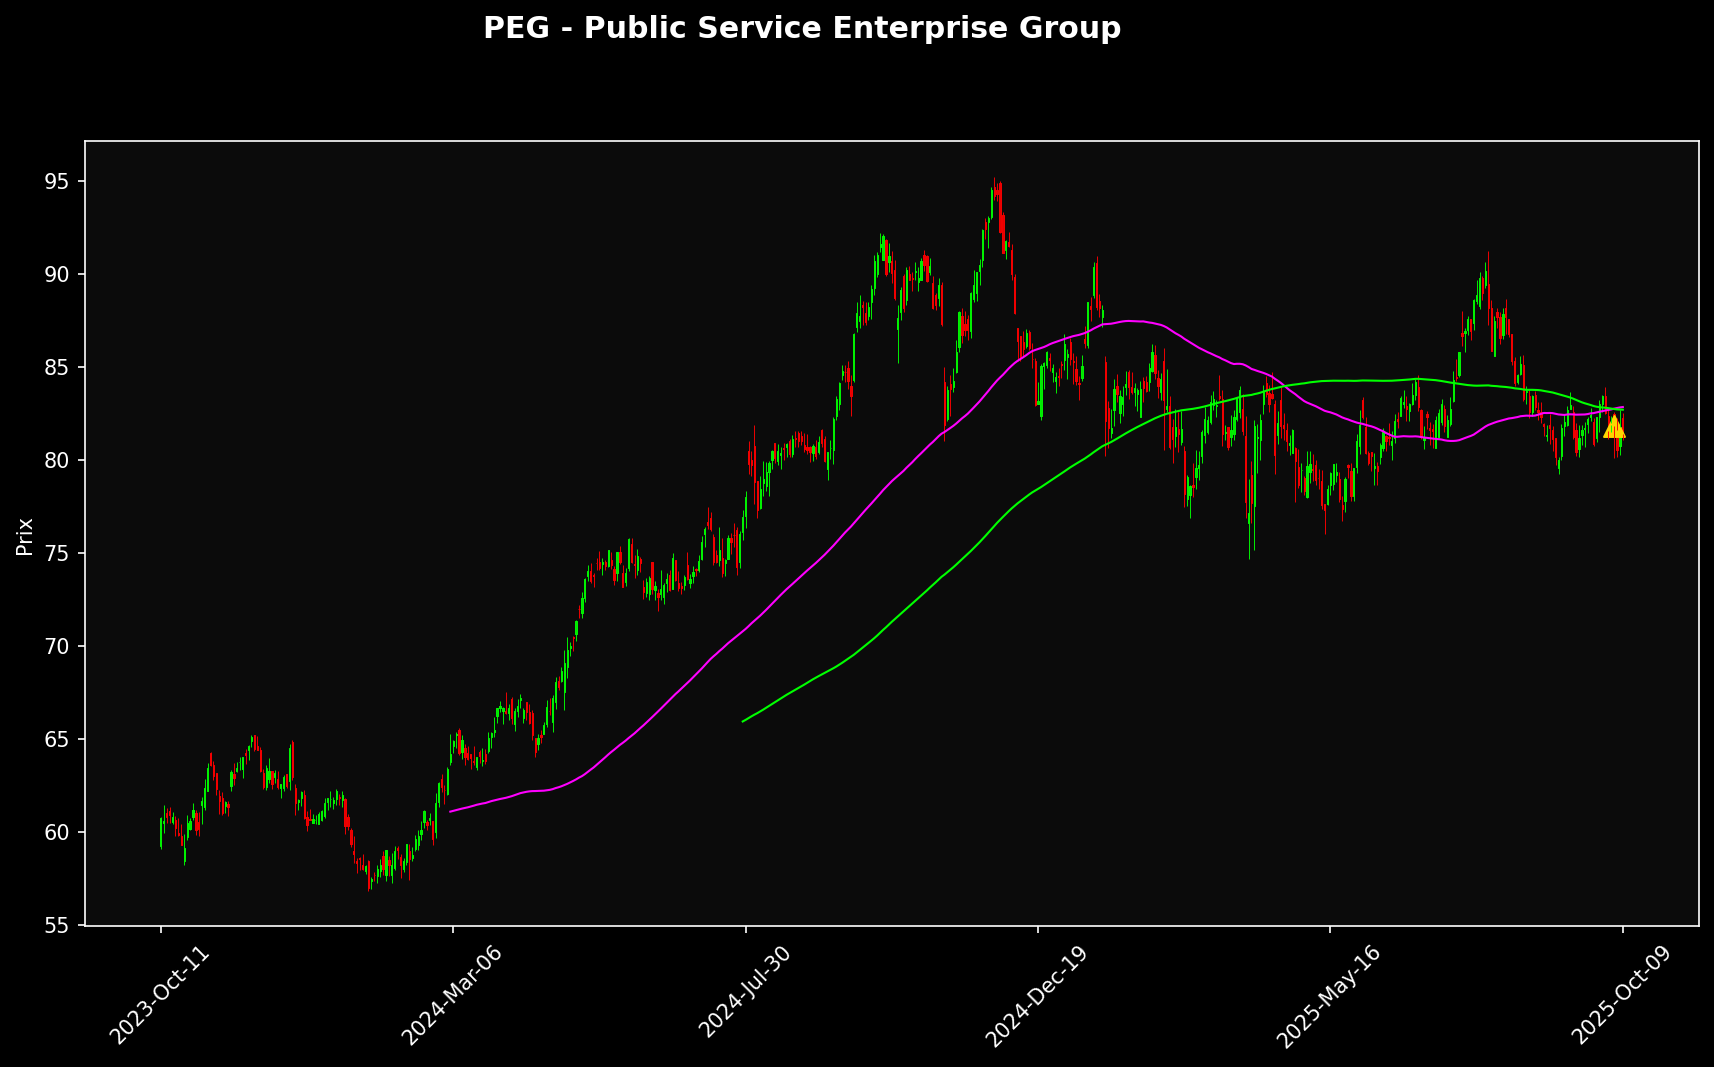 PEG - Public Service Enterprise Group
95
90
85
80
75
70
65
60
55
Prix
2023-Oct-11
2024-Mar-06
2024-Jul-30
2024-Dec-19
2025-May-16
2025-Oct-09